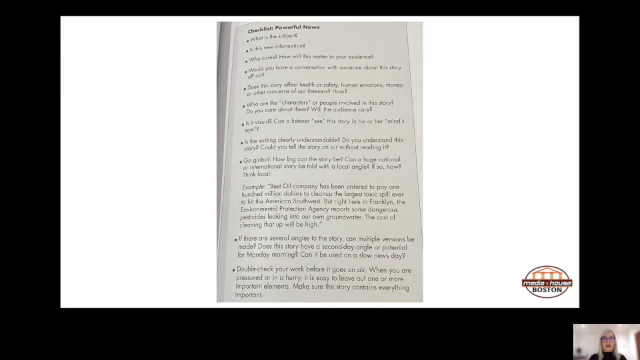 Checklist: Powerful News
• What is the subject?
• Is this new information?
• Who cares? How will this matter to your audience?
• Would you have a conversation with someone about this story
off air?
• Does this story affect health or safety, human emotions, money,
or other concerns of our listeners? How?
• Who are the "characters" or people involved in this story?
Do you care about them? Will the audience care?
• Is it visual? Can a listener "see" this story in his or her "mind's
eye"?
• Is the writing clearly understandable? Do you understand this
story? Could you tell the story on air without reading it?
• Go global. How big can the story be? Can a huge national
or international story be told with a local angle? If so, how?
Think local.
Example: "Best Oil company has been ordered to pay one
hundred million dollars to cleanup the largest toxic spill ever
to hit the American Southwest. But right here in Franklin, the
Environmental Protection Agency reports some dangerous
pesticides leaking into our own groundwater. The cost of
cleaning that up will be high."
• If there are several angles to the story, can multiple versions be
made? Does this story have a second-day angle or potential
for Monday morning? Can it be used on a slow news day?
• Double-check your work before it goes on air. When you are
pressured or in a hurry, it is easy to leave out one or more
important elements. Make sure the story contains everything
important.
media house
BOSTON